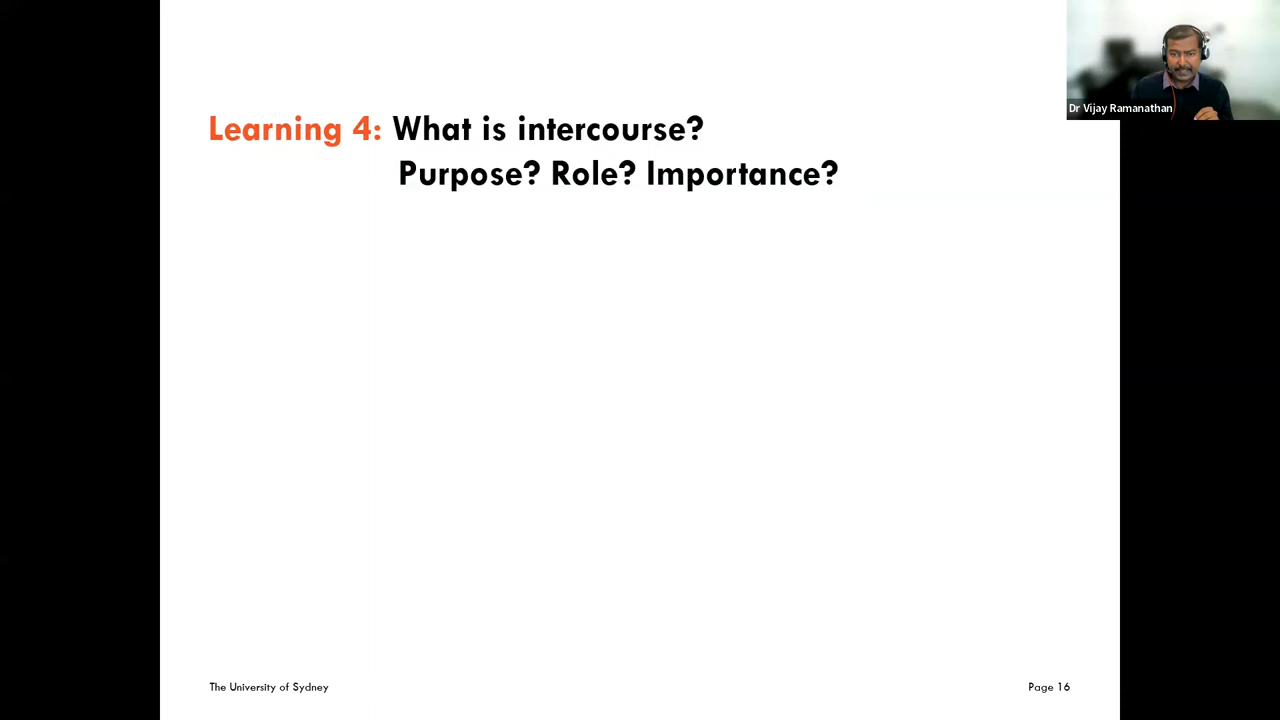 Learning 4: What is intercourse?
Purpose? Role? Importance?
Dr Vijay Ramanathan
The University of Sydney
Page 16